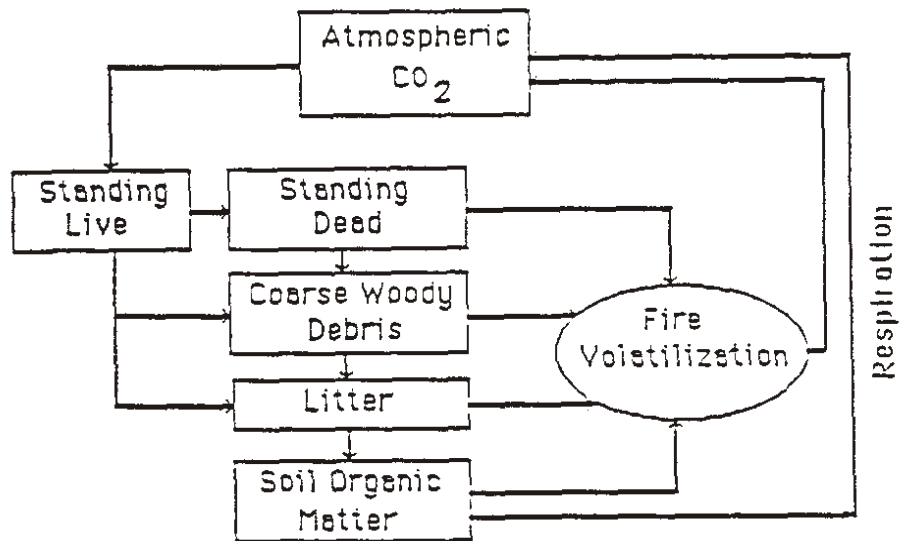 Atmospheric
CO2
Standing
Live
Standing
Dead
Coarse Woody
Debris
Fire
Volatilization
Respiration
Litter
Soil Organic
Matter